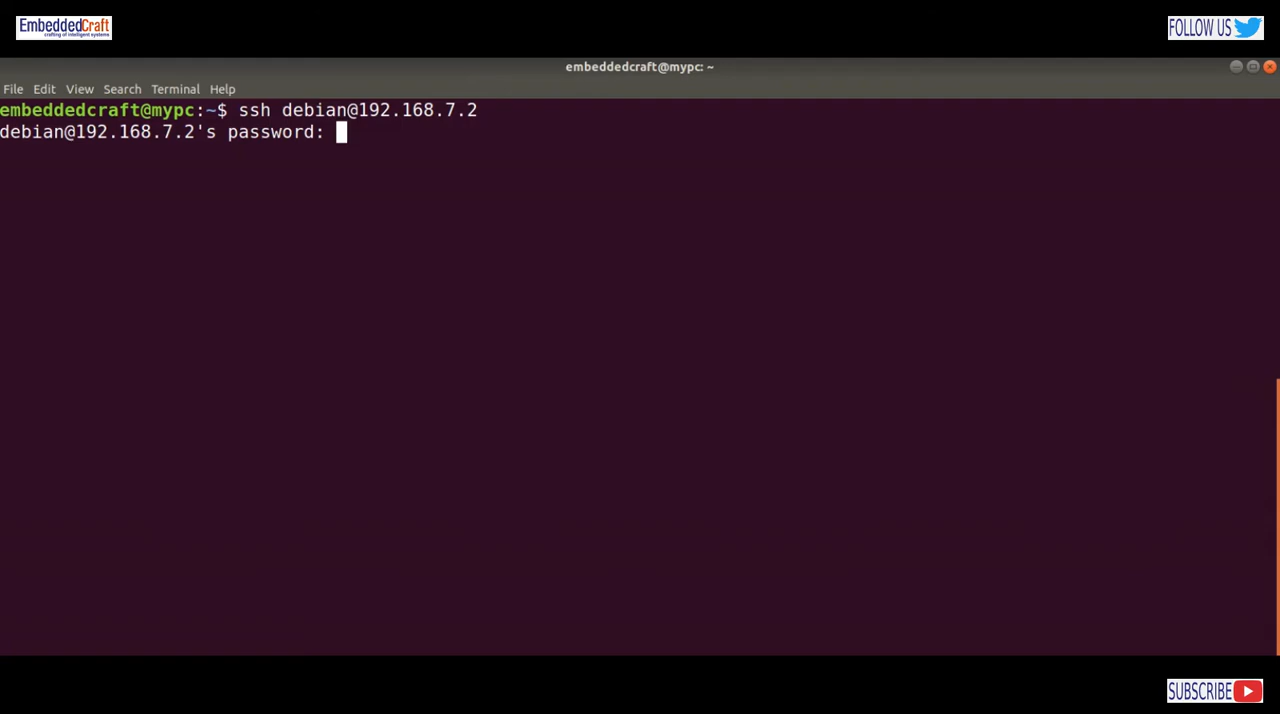 EmbeddedCraft
crafting of intelligent systems
FOLLOW US
embeddedcraft@mypc: ~
File Edit View Search Terminal Help
embeddedcraft@mypc:~$ ssh debian@192.168.7.2
debian@192.168.7.2's password:
SUBSCRIBE